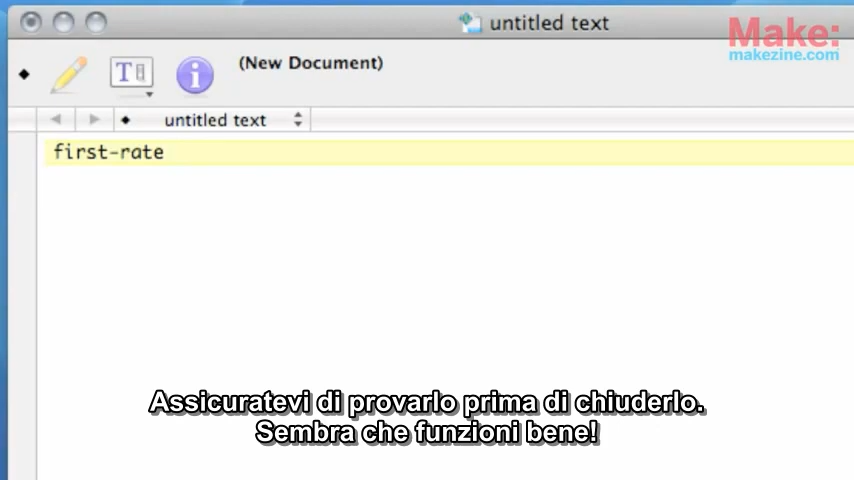 untitled text
Make:
makezine.com
(New Document)
T
i
untitled text
first-rate
Assicuratevi di provarlo prima di chiuderlo.
Sembra che funzioni bene!